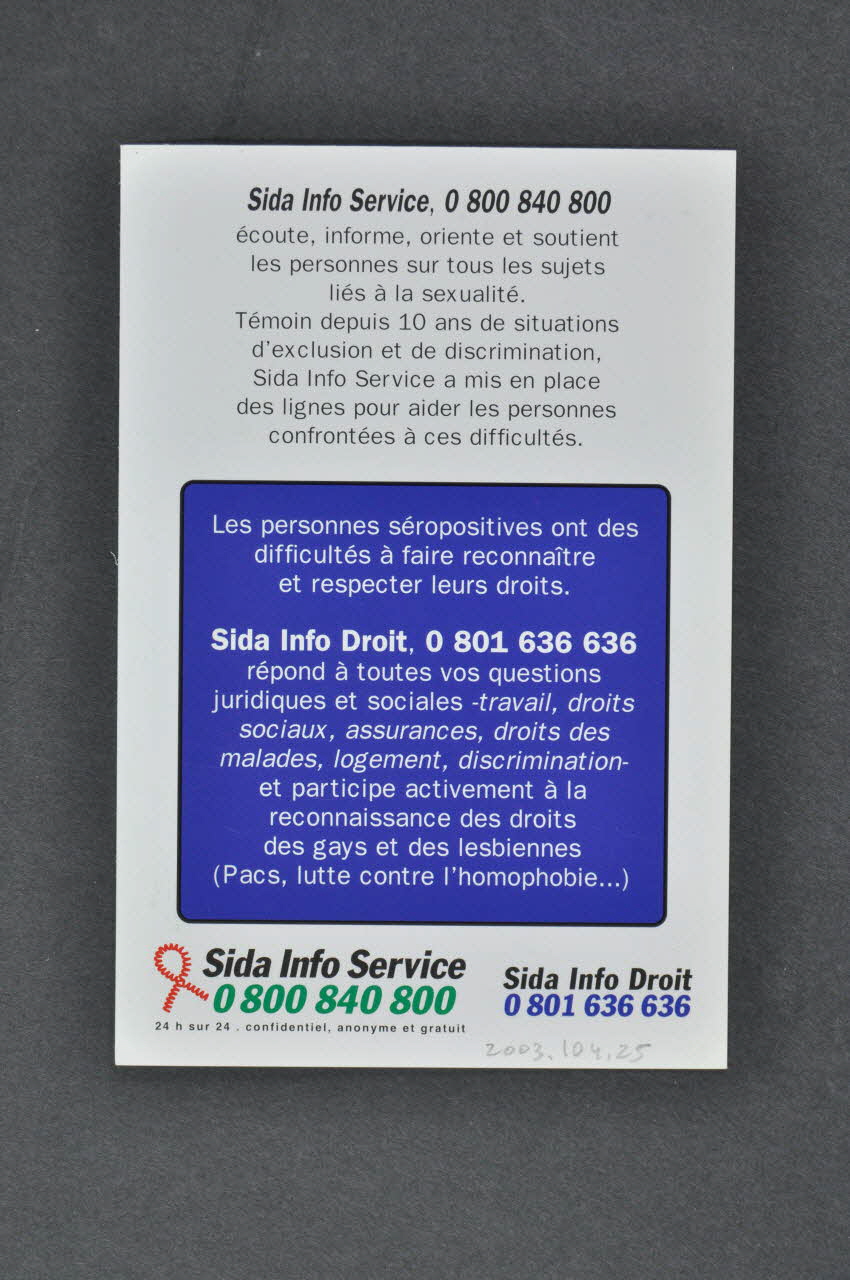 Sida Info Service, 0 800 840 800
écoute, informe, oriente et soutient
les personnes sur tous les sujets
liés à la sexualité.
Témoin depuis 10 ans de situations
d'exclusion et de discrimination,
Sida Info Service a mis en place
des lignes pour aider les personnes
confrontées à ces difficultés.
Les personnes séropositives ont des
difficultés à faire reconnaître
et respecter leurs droits.
Sida Info Droit, 0 801 636 636
répond à toutes vos questions
juridiques et sociales -travail, droits
sociaux, assurances, droits des
malades, logement, discrimination-
et participe activement à la
reconnaissance des droits
des gays et des lesbiennes
(Pacs, lutte contre l'homophobie...)
Sida Info Service
0 800 840 800
24 h sur 24 . confidentiel, anonyme et gratuit
Sida Info Droit
0 801 636 636
2003.104.25